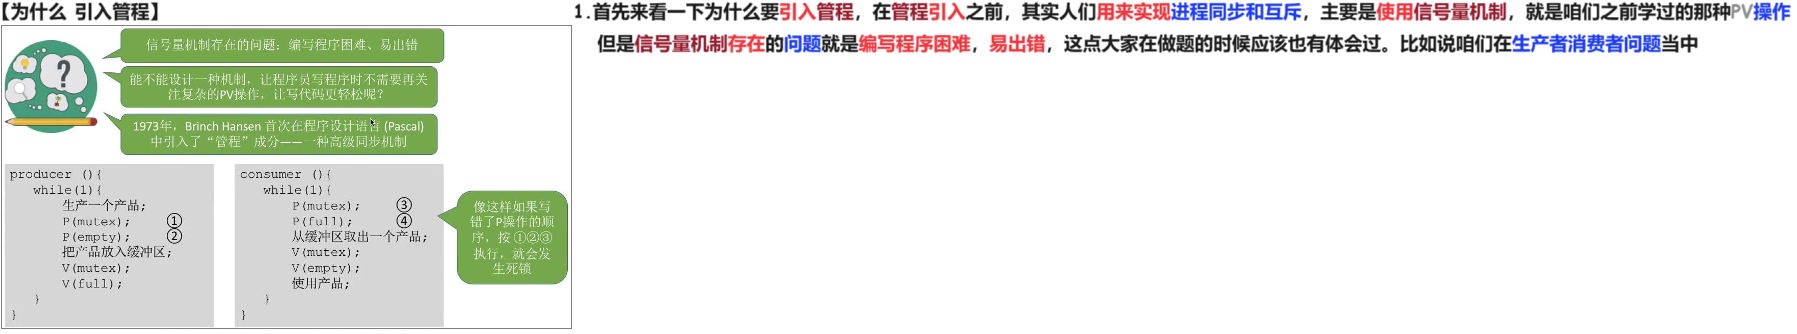 【为什么 引入管程】
信号量机制存在的问题：编写程序困难、易出错
能不能设计一种机制，让程序员写程序时不需要再关
注复杂的PV操作，让写代码更轻松呢？
1973年，Brinch Hansen 首次在程序设计语言 (Pascal)
中引入了“管程”成分——一种高级同步机制
producer (){
while(1){
生产一个产品;
P(mutex); ①
P(empty); ②
把产品放入缓冲区;
V(mutex);
V(full);
}
}
consumer (){
while(1){
P(mutex); ③
P(full); ④
从缓冲区取出一个产品;
V(mutex);
V(empty);
使用产品;
}
}
像这样如果写
错了P操作的顺
序，按 ①②③
执行，就会发
生死锁
1.首先来看一下为什么要引入管程，在管程引入之前，其实人们用来实现进程同步和互斥，主要是使用信号量机制，就是咱们之前学过的那种PV操作
但是信号量机制存在的问题就是编写程序困难，易出错，这点大家在做题的时候应该也有体会过。比如说咱们在生产者消费者问题当中